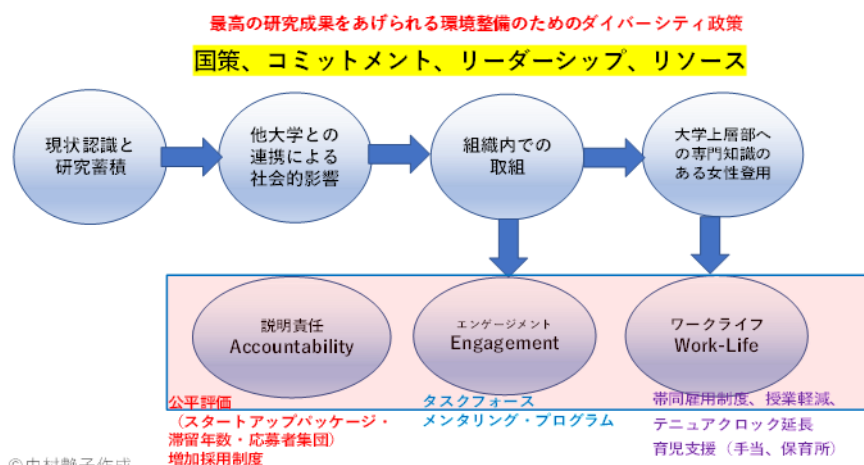 最高の研究成果をあげられる環境整備のためのダイバーシティ政策
国策、コミットメント、リーダーシップ、リソース
現状認識と
研究蓄積
他大学との
連携による
社会的影響
組織内での
取組
大学上層部へ
の専門知識の
ある女性登用
説明責任
Accountability
エンゲージメント
Engagement
ワークライフ
Work-Life
公平評価
(スタートアップパッケージ・
滞留年数・応募者集団)
増加採用制度
タスクフォース
メンタリング・プログラム
帯同雇用制度、授業軽減、
テニュアクロック延長
育児支援(手当、保育所)